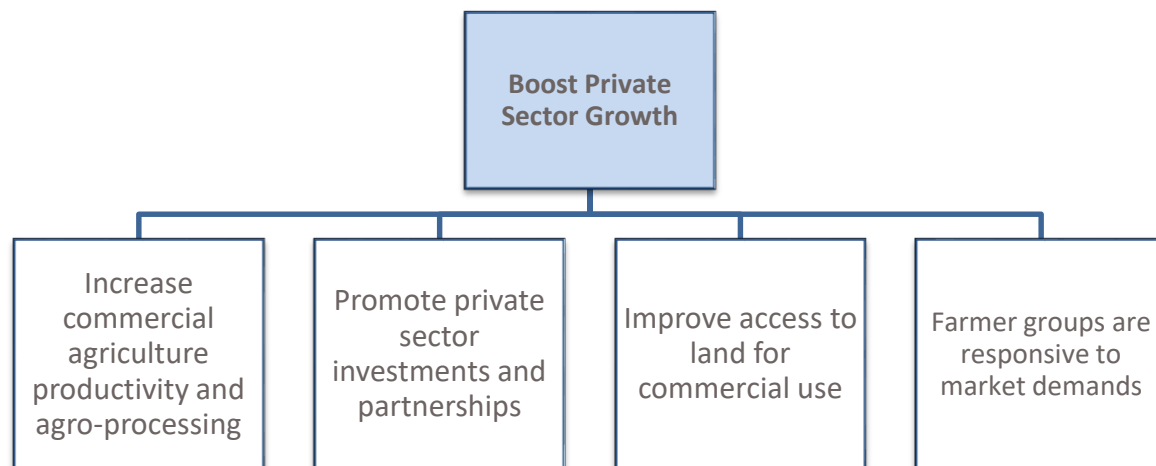 Boost Private
Sector Growth
Increase
commercial
agriculture
productivity and
agro-processing
Promote private
sector
investments and
partnerships
Improve access to
land for
commercial use
Farmer groups are
responsive to
market demands